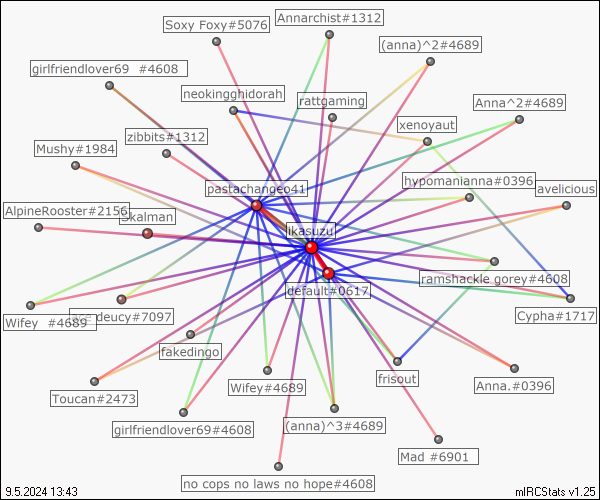 Annarchist#1312
Soxy Foxy#5076
(anna)^2#4689
girlfriendlover69 #4608
neokingghidorah
rattgaming
Anna^2#4689
xenoyaut
zibbits#1312
Mushy#1984
hypomanianna#0396
pastachangeo41
avelicious
AlpineRooster#2156
skalman
likasuzu
ramshackle gorey#4608
default#0617
Cypha#1717
deucy#7097
Wifey #4689
fakedingo
frisout
Wifey#4689
Anna.#0396
Toucan#2473
(anna)^3#4689
girlfriendlover69#4608
Mad #6901
no cops no laws no hope#4608
9.5.2024 13:43
mIRCStats v1.25